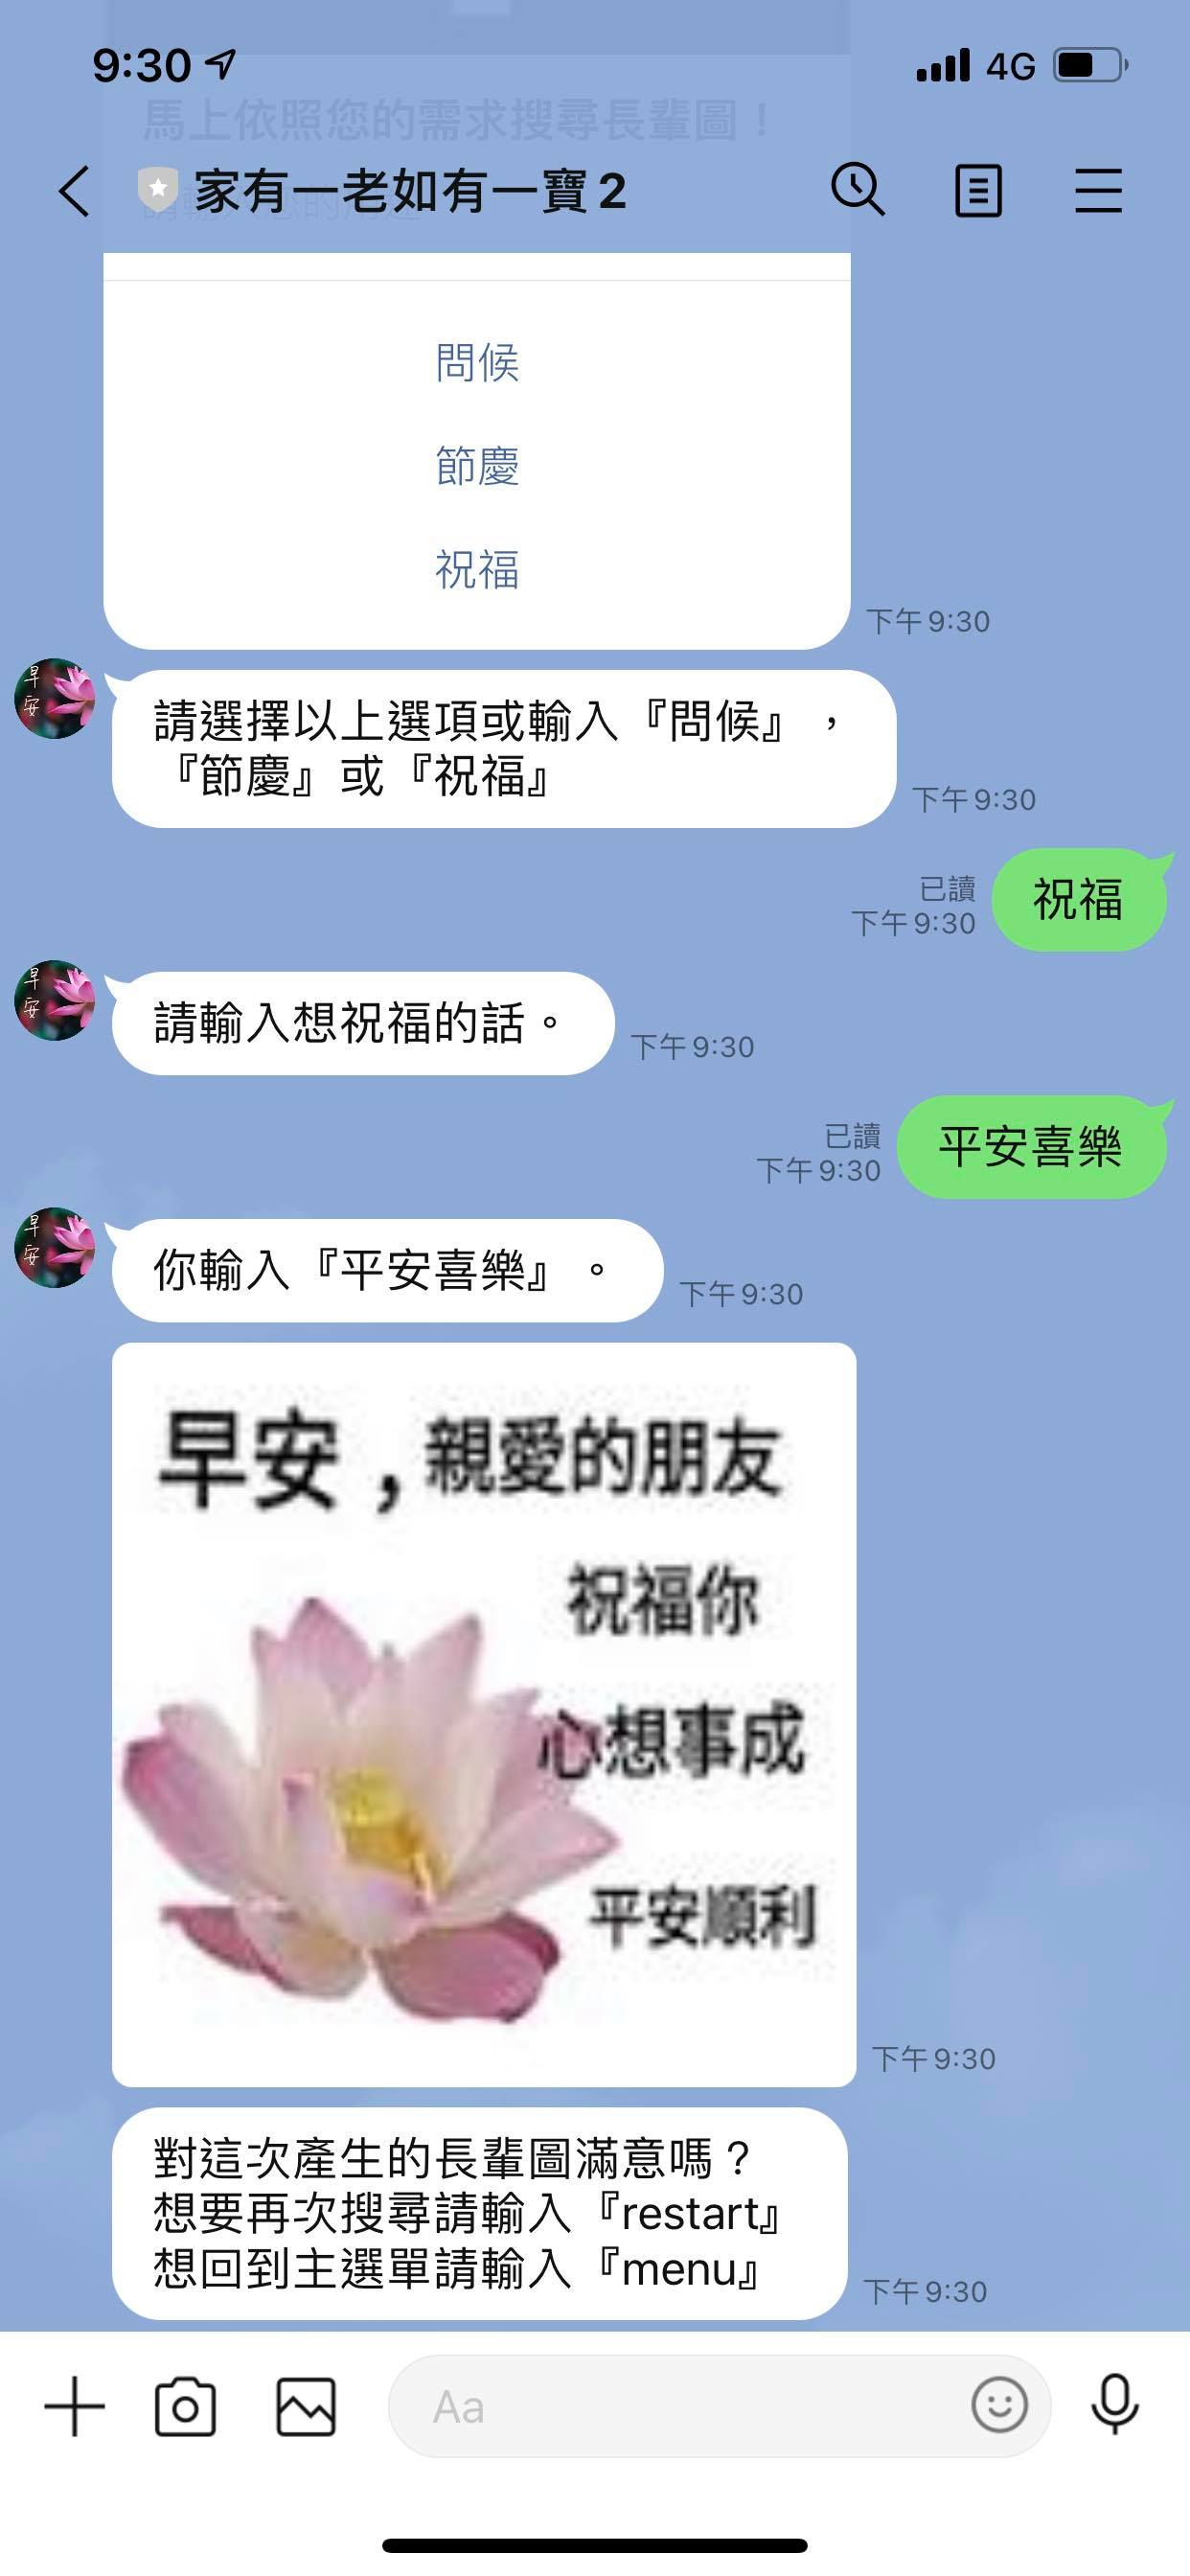 9:30
4G
馬上依照您的需求搜尋長輩圖！
家有一老如有一寶 2
問候
節慶
祝福
下午 9:30
早
安
請選擇以上選項或輸入『問候』，
『節慶』或『祝福』
下午 9:30
已讀
下午 9:30
祝福
早
安
請輸入想祝福的話。
下午 9:30
已讀
下午 9:30
平安喜樂
早
安
你輸入『平安喜樂』。
下午 9:30
早安，親愛的朋友
祝福你
心想事成
平安順利
下午 9:30
對這次產生的長輩圖滿意嗎？
想要再次搜尋請輸入『restart』
想回到主選單請輸入『menu』
下午 9:30
Aa